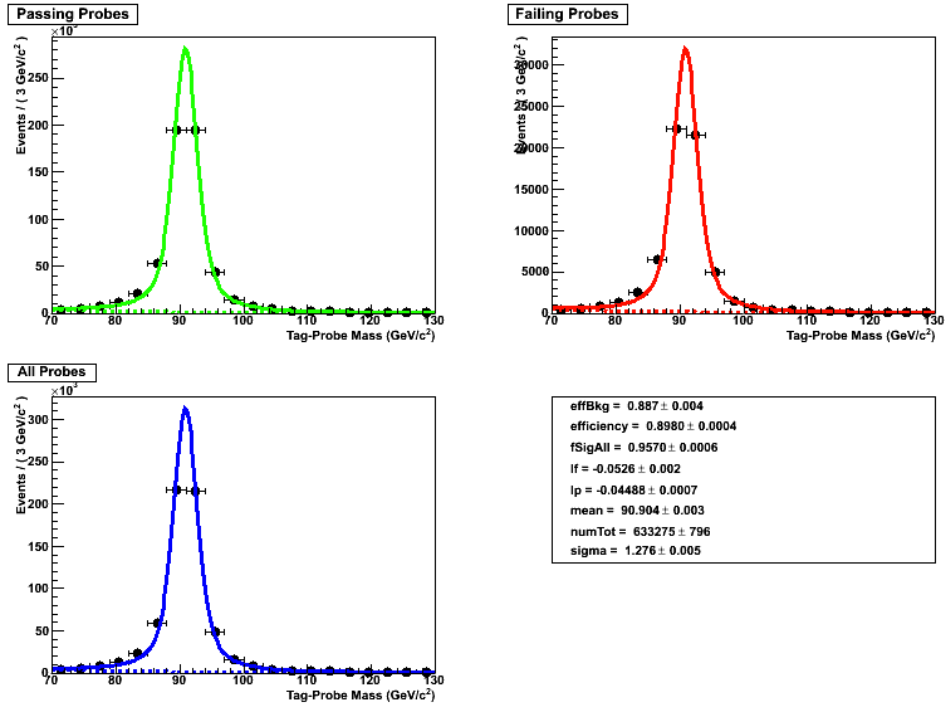 Passing Probes
×10³
Events / ( 3 GeV/c² )
250
200
150
100
50
0
70 80 90 100 110 120 130
Tag-Probe Mass (GeV/c²)
Failing Probes
Events / ( 3 GeV/c² )
30000
20000
15000
10000
5000
0
70 80 90 100 110 120 130
Tag-Probe Mass (GeV/c²)
All Probes
×10³
Events / ( 3 GeV/c² )
300
250
200
150
100
50
0
70 80 90 100 110 120 130
Tag-Probe Mass (GeV/c²)
effBkg = 0.887 ± 0.004
efficiency = 0.8980 ± 0.0004
fSigAll = 0.9570 ± 0.0006
lf = -0.0526 ± 0.002
lp = -0.04488 ± 0.0007
mean = 90.904 ± 0.003
numTot = 633275 ± 796
sigma = 1.276 ± 0.005